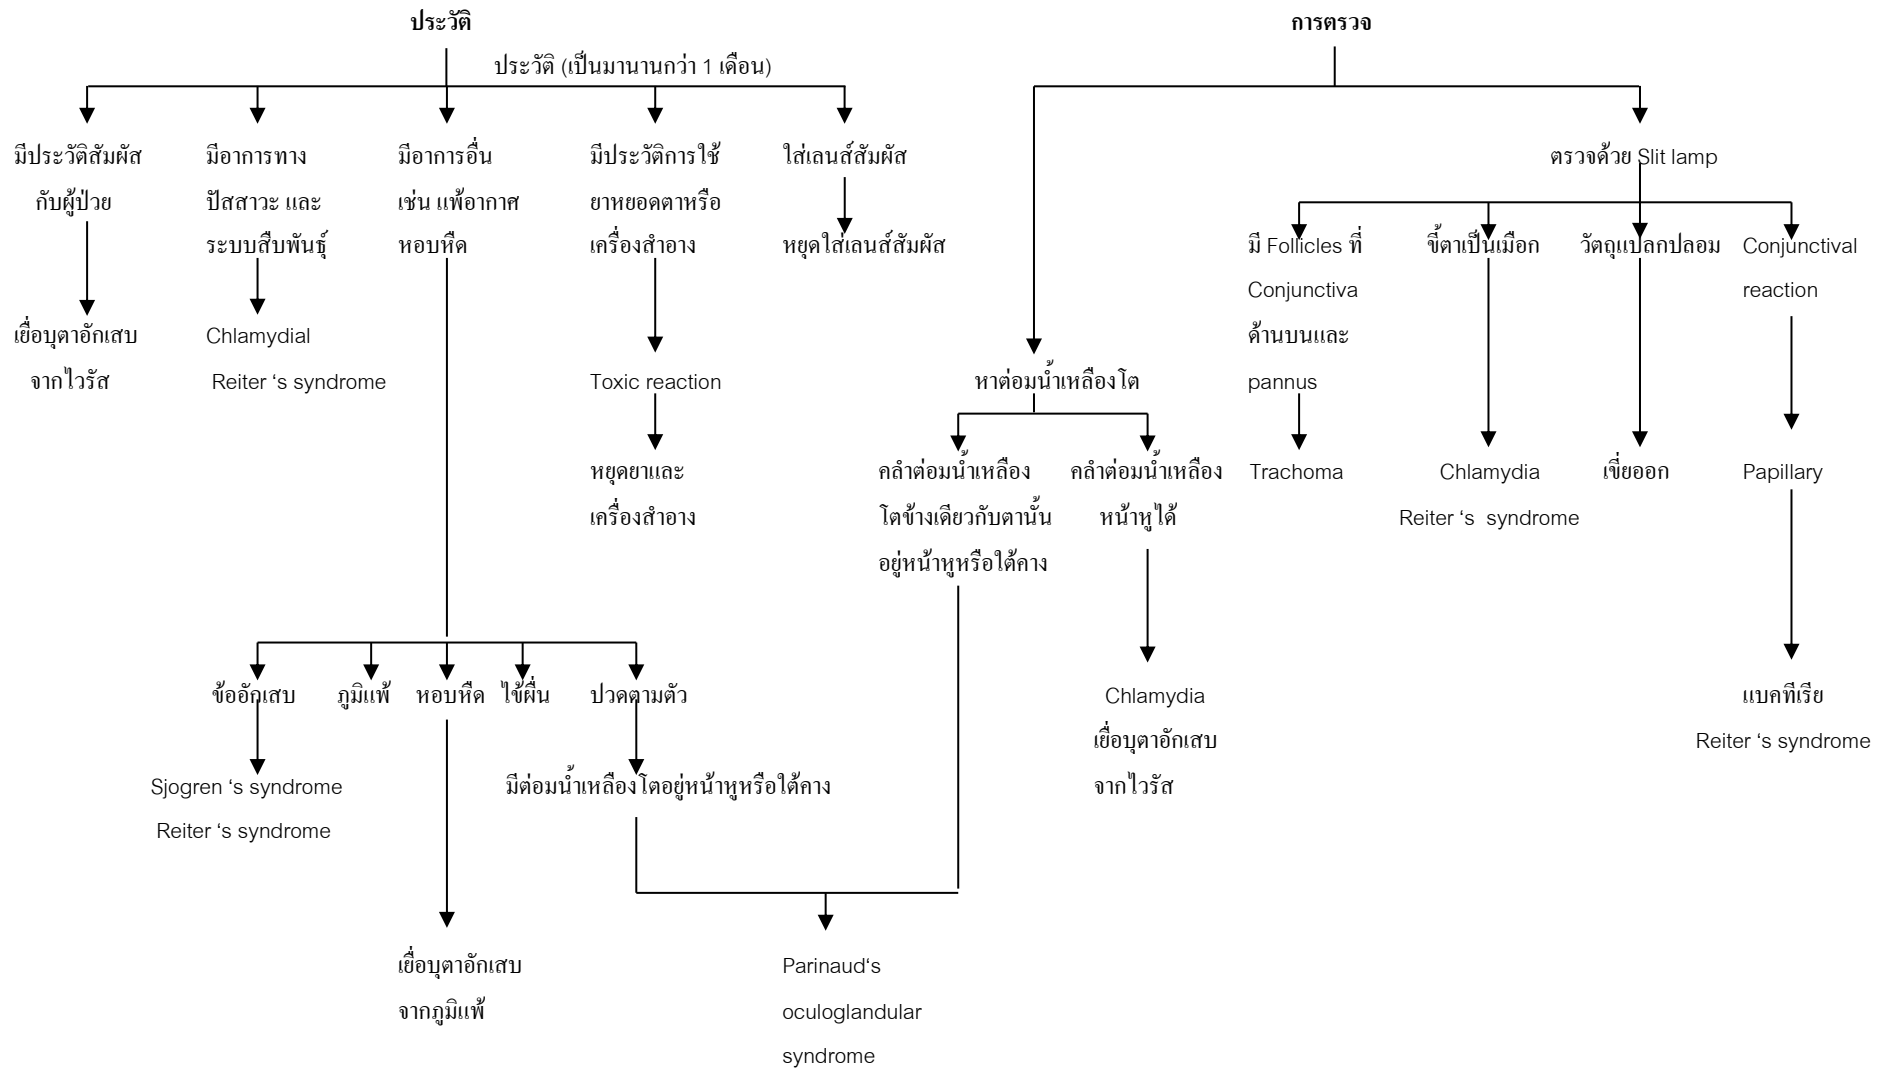 ประวัติ
ประวัติ (เป็นมานานกว่า 1 เดือน)
มีประวัติสัมผัส
กับผู้ป่วย
เยื่อบุตาอักเสบ
จากไวรัส
มีอาการทาง
ปัสสาวะ และ
ระบบสืบพันธุ์
Chlamydial
Reiter ‘s syndrome
มีอาการอื่น
เช่น แพ้อากาศ
หอบหืด
ข้ออักเสบ
Sjogren ‘s syndrome
Reiter ‘s syndrome
ภูมิแพ้
หอบหืด
เยื่อบุตาอักเสบ
จากภูมิแพ้
ไข้ผื่น
ปวดตามตัว
มีต่อมน้ำเหลืองโตอยู่หน้าหูหรือใต้คาง
มีประวัติการใช้
ยาหยอดตาหรือ
เครื่องสำอาง
Toxic reaction
หยุดยาและ
เครื่องสำอาง
ใส่เลนส์สัมผัส
หยุดใส่เลนส์สัมผัส
การตรวจ
หาต่อมน้ำเหลืองโต
คลำต่อมน้ำเหลือง
โตข้างเดียวกับตานั้น
อยู่หน้าหูหรือใต้คาง
Parinaud‘s
oculoglandular
syndrome
คลำต่อมน้ำเหลือง
หน้าหูได้
Chlamydia
เยื่อบุตาอักเสบ
จากไวรัส
ตรวจด้วย Slit lamp
มี Follicles ที่
Conjunctiva
ด้านบนและ
pannus
Trachoma
ขี้ตาเป็นเมือก
Chlamydia
Reiter ‘s  syndrome
วัตถุแปลกปลอม
เขี่ยออก
Conjunctival
reaction
Papillary
แบคทีเรีย
Reiter ‘s syndrome